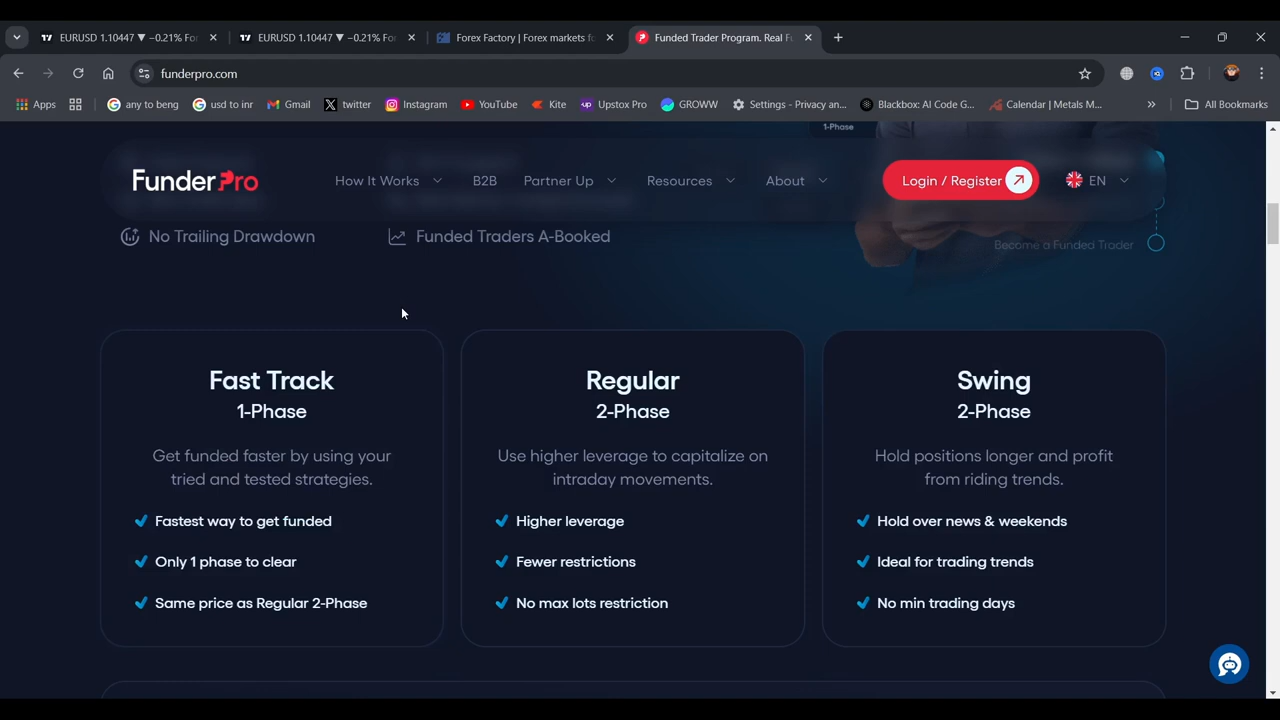 EURUSD 1.10447 ▼ −0.21% F
EURUSD 1.10447 ▼ −0.21% F
Forex Factory | Forex markets fo
Funded Trader Program. Real Fu
funderpro.com
Apps
any to beng
usd to inr
Gmail
twitter
Instagram
YouTube
Kite
Upstox Pro
GROWW
Settings - Privacy an...
Blackbox: AI Code G...
Calendar | Metals M...
All Bookmarks
1-Phase
FunderPro
How It Works
B2B
Partner Up
Resources
About
Login / Register
EN
No Trailing Drawdown
Funded Traders A-Booked
Become a Funded Trader
Fast Track
1-Phase
Get funded faster by using your
tried and tested strategies.
Fastest way to get funded
Only 1 phase to clear
Same price as Regular 2-Phase
Regular
2-Phase
Use higher leverage to capitalize on
intraday movements.
Higher leverage
Fewer restrictions
No max lots restriction
Swing
2-Phase
Hold positions longer and profit
from riding trends.
Hold over news & weekends
Ideal for trading trends
No min trading days